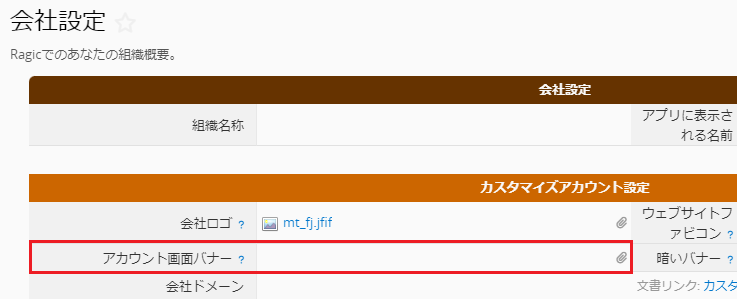 会社設定
Ragicでのあなたの組織概要。
会社設定
組織名称
アプリに表示さ
れる名前
カスタマイズアカウント設定
会社ロゴ ?
mt_fj.jfif
ウェブサイトフ
ァビコン ?
アカウント画面バナー ?
暗いバナー ?
会社ドメーン
文書リンク: カスタ